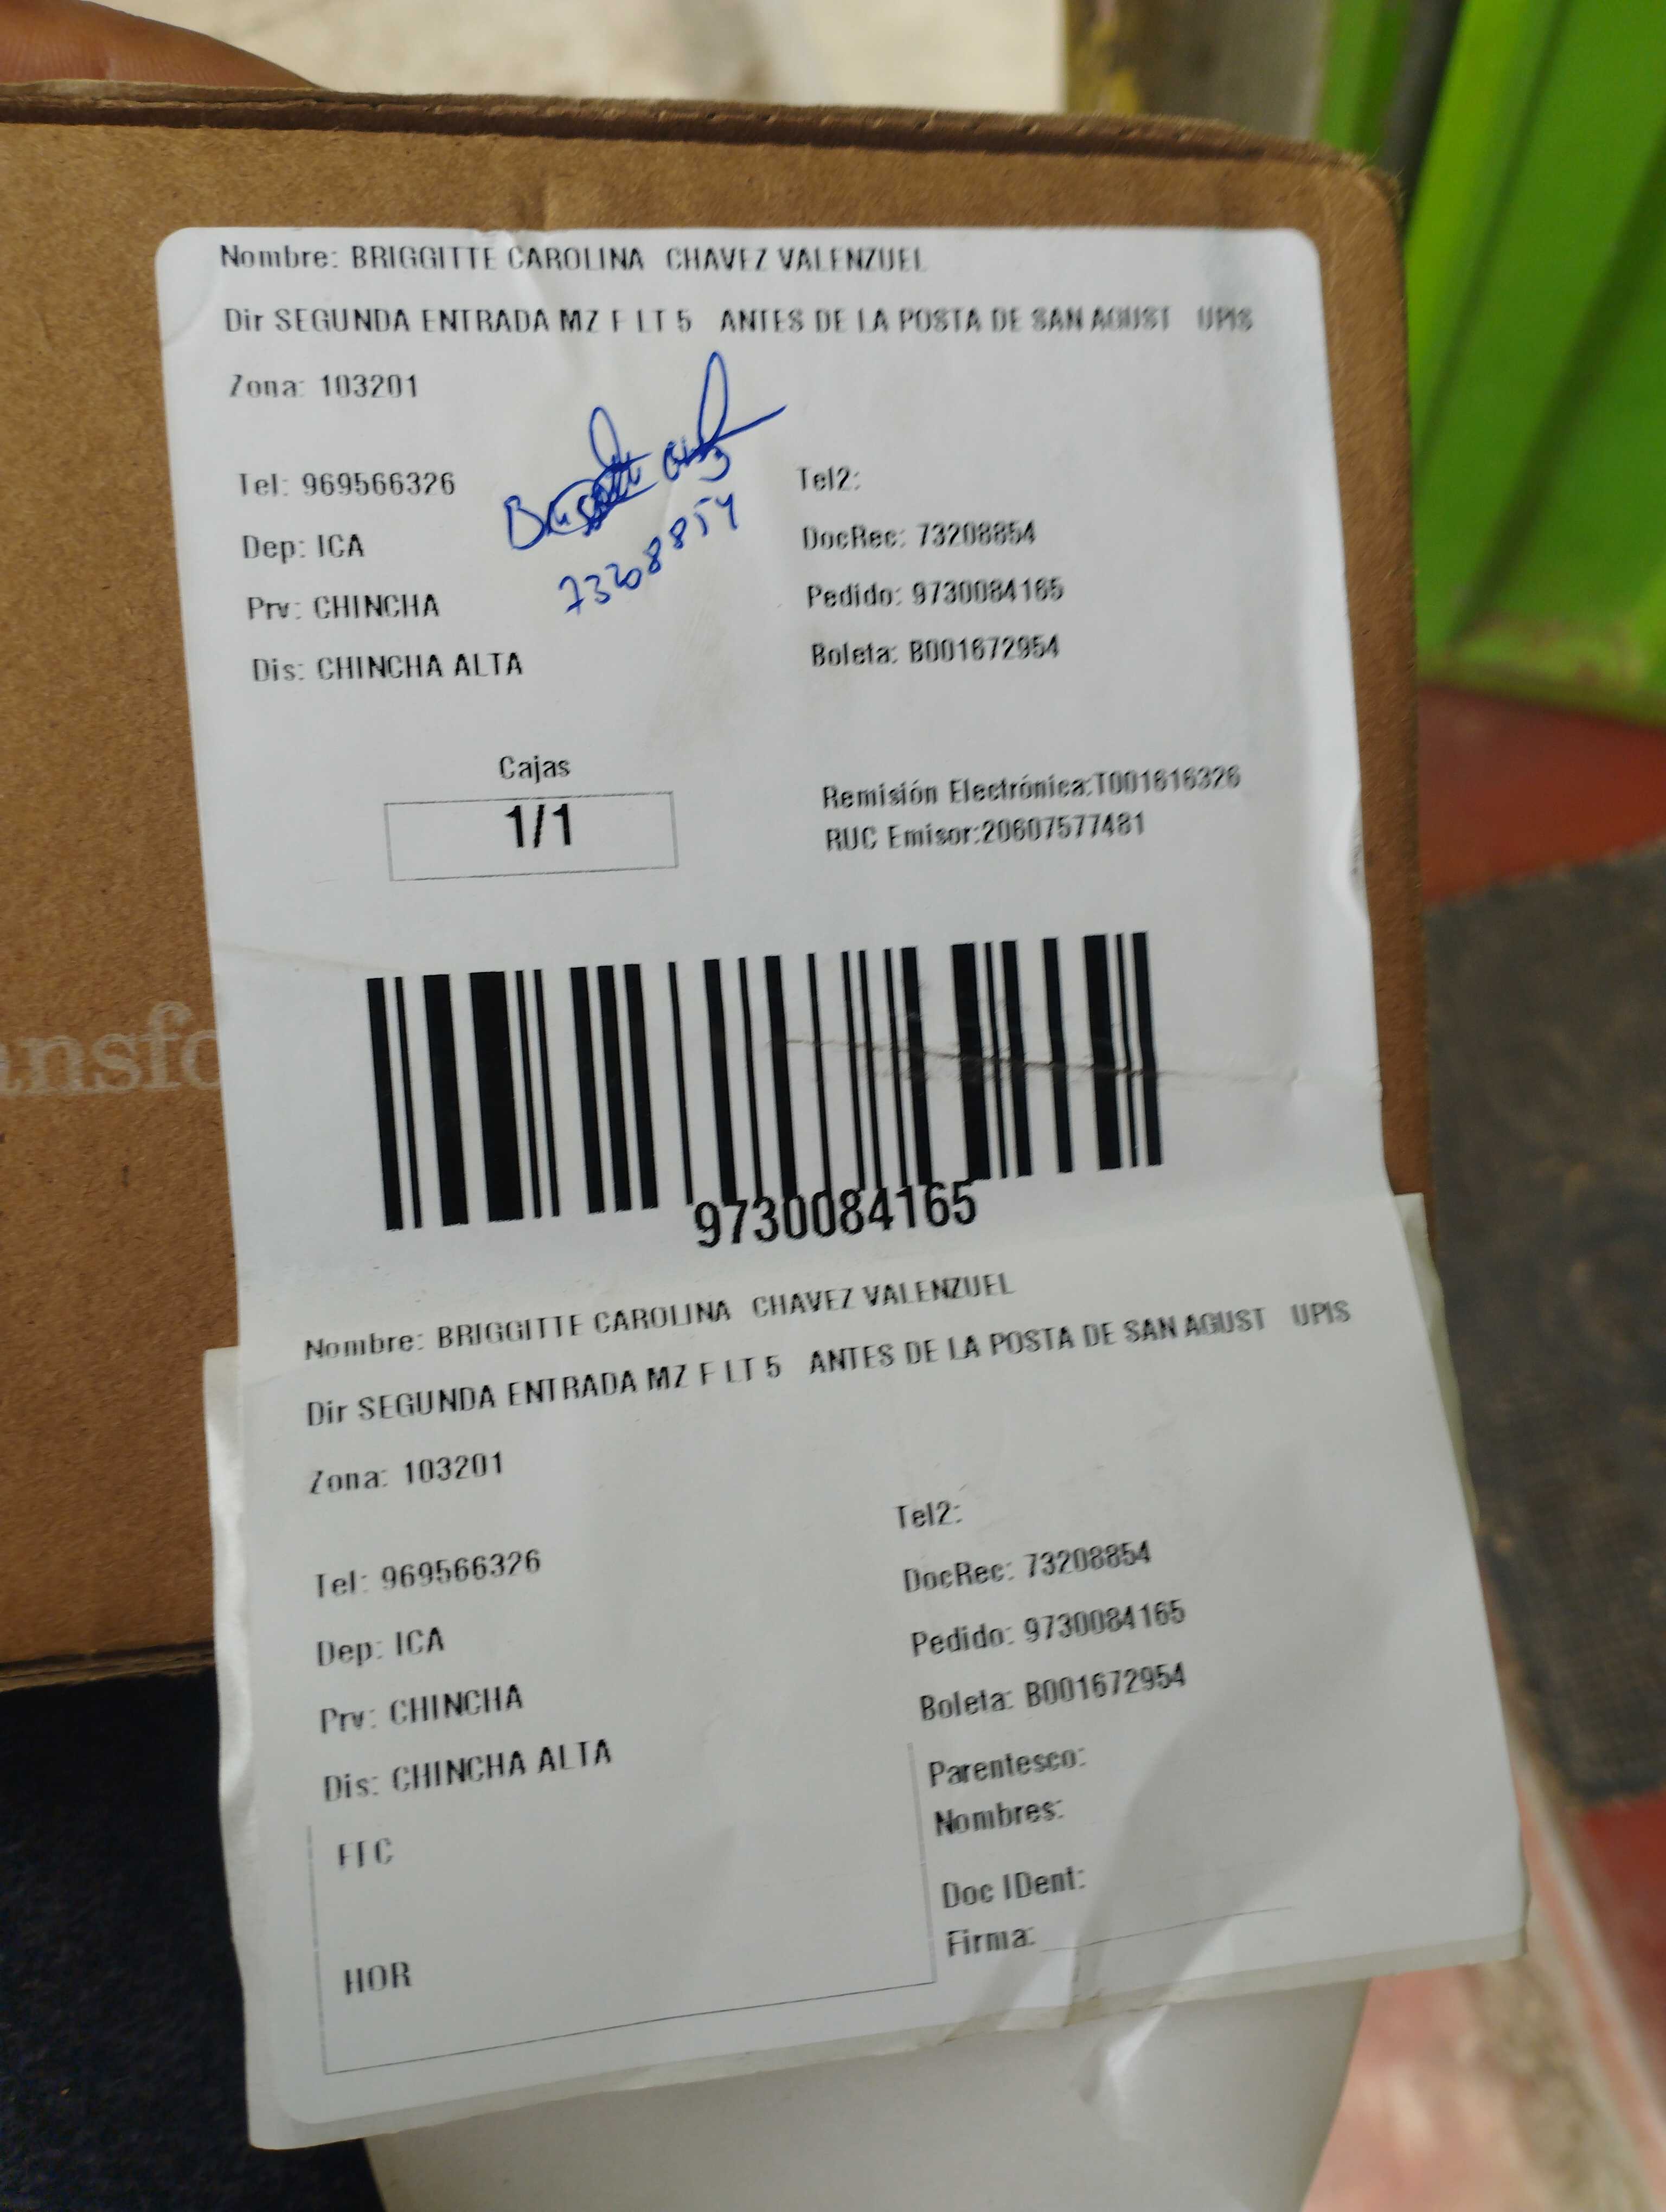 Nombre: BRIGGITTE CAROLINA CHAVEZ VALENZUEL
Dir SEGUNDA ENTRADA MZ F LT 5 ANTES DE LA POSTA DE SAN AGUST UPIS
Zona: 103201
Tel: 969566326
Tel2:
Dep: ICA
DocRec: 73208854
73208854
Prv: CHINCHA
Pedido: 9730084165
Dis: CHINCHA ALTA
Boleta: B001672954
Cajas
1/1
Remisión Electrónica:T001616326
RUC Emisor:20607577481
ansfo
9730084165
Nombre: BRIGGITTE CAROLINA CHAVEZ VALENZUEL
Dir SEGUNDA ENTRADA MZ F LT 5 ANTES DE LA POSTA DE SAN AGUST UPIS
Zona: 103201
Tel2:
Tel: 969566326
DocRec: 73208854
Dep: ICA
Pedido: 9730084165
Prv: CHINCHA
Boleta: B001672954
Dis: CHINCHA ALTA
Parentesco:
Nombres:
FFC
Doc IDent:
Firma:
HOR